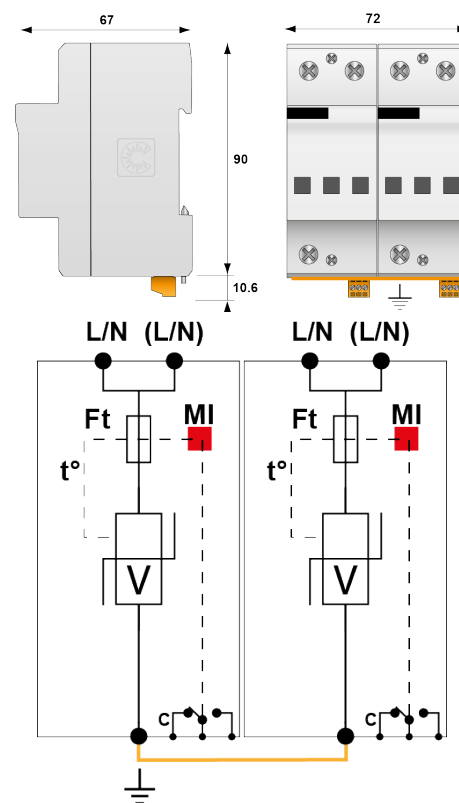 67
72
90
10.6
L/N (L/N)
L/N (L/N)
Ft
MI
Ft
MI
t°
t°
V
V
C
C